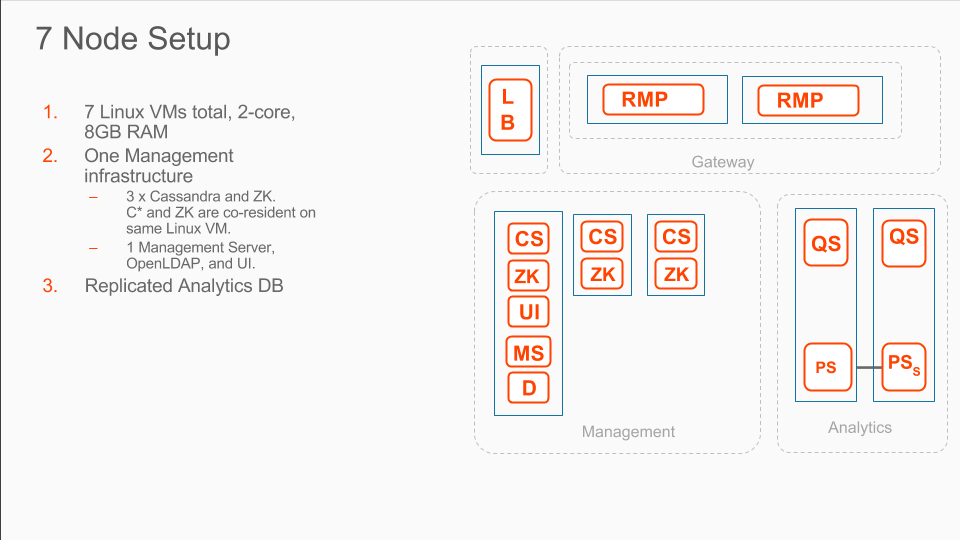 7 Node Setup
1. 7 Linux VMs total, 2-core,
8GB RAM
2. One Management
infrastructure
– 3 x Cassandra and ZK.
C* and ZK are co-resident on
same Linux VM.
– 1 Management Server,
OpenLDAP, and UI.
3. Replicated Analytics DB
L
B
RMP
RMP
Gateway
CS
ZK
UI
MS
D
CS
ZK
CS
ZK
Management
QS
QS
PS
PSs
Analytics